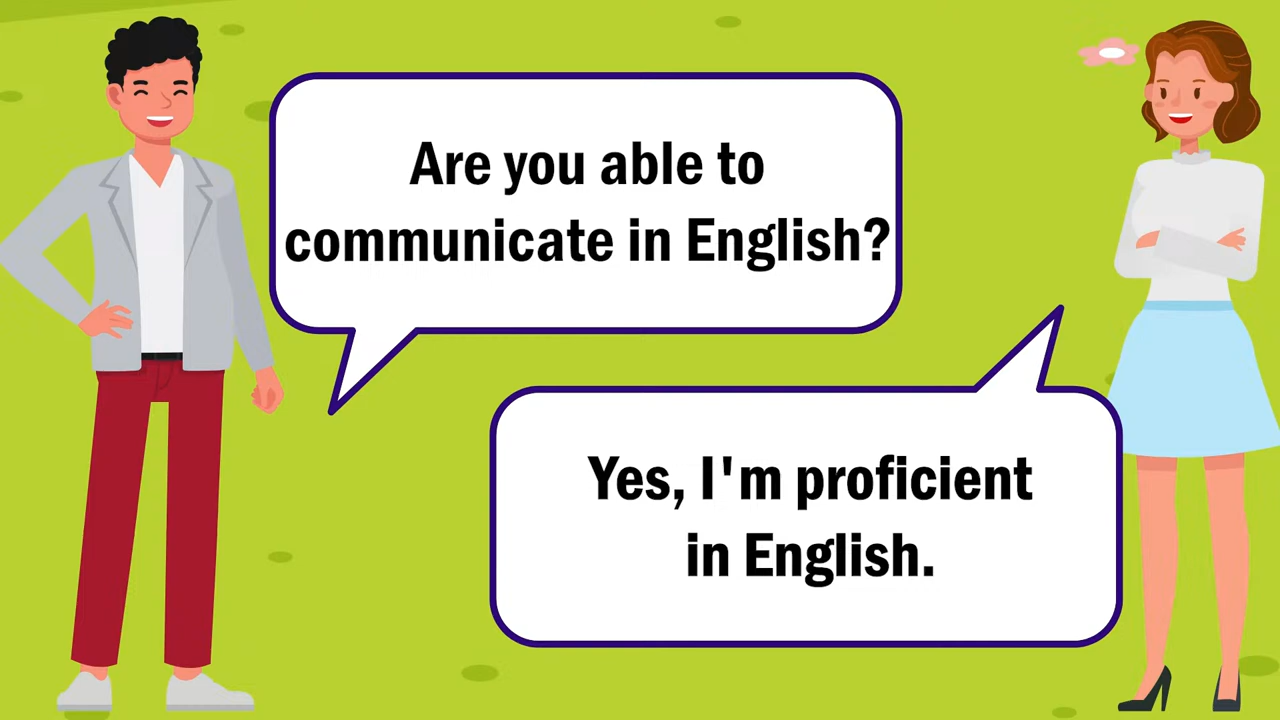 Are you able to
communicate in English?
Yes, I'm proficient
in English.